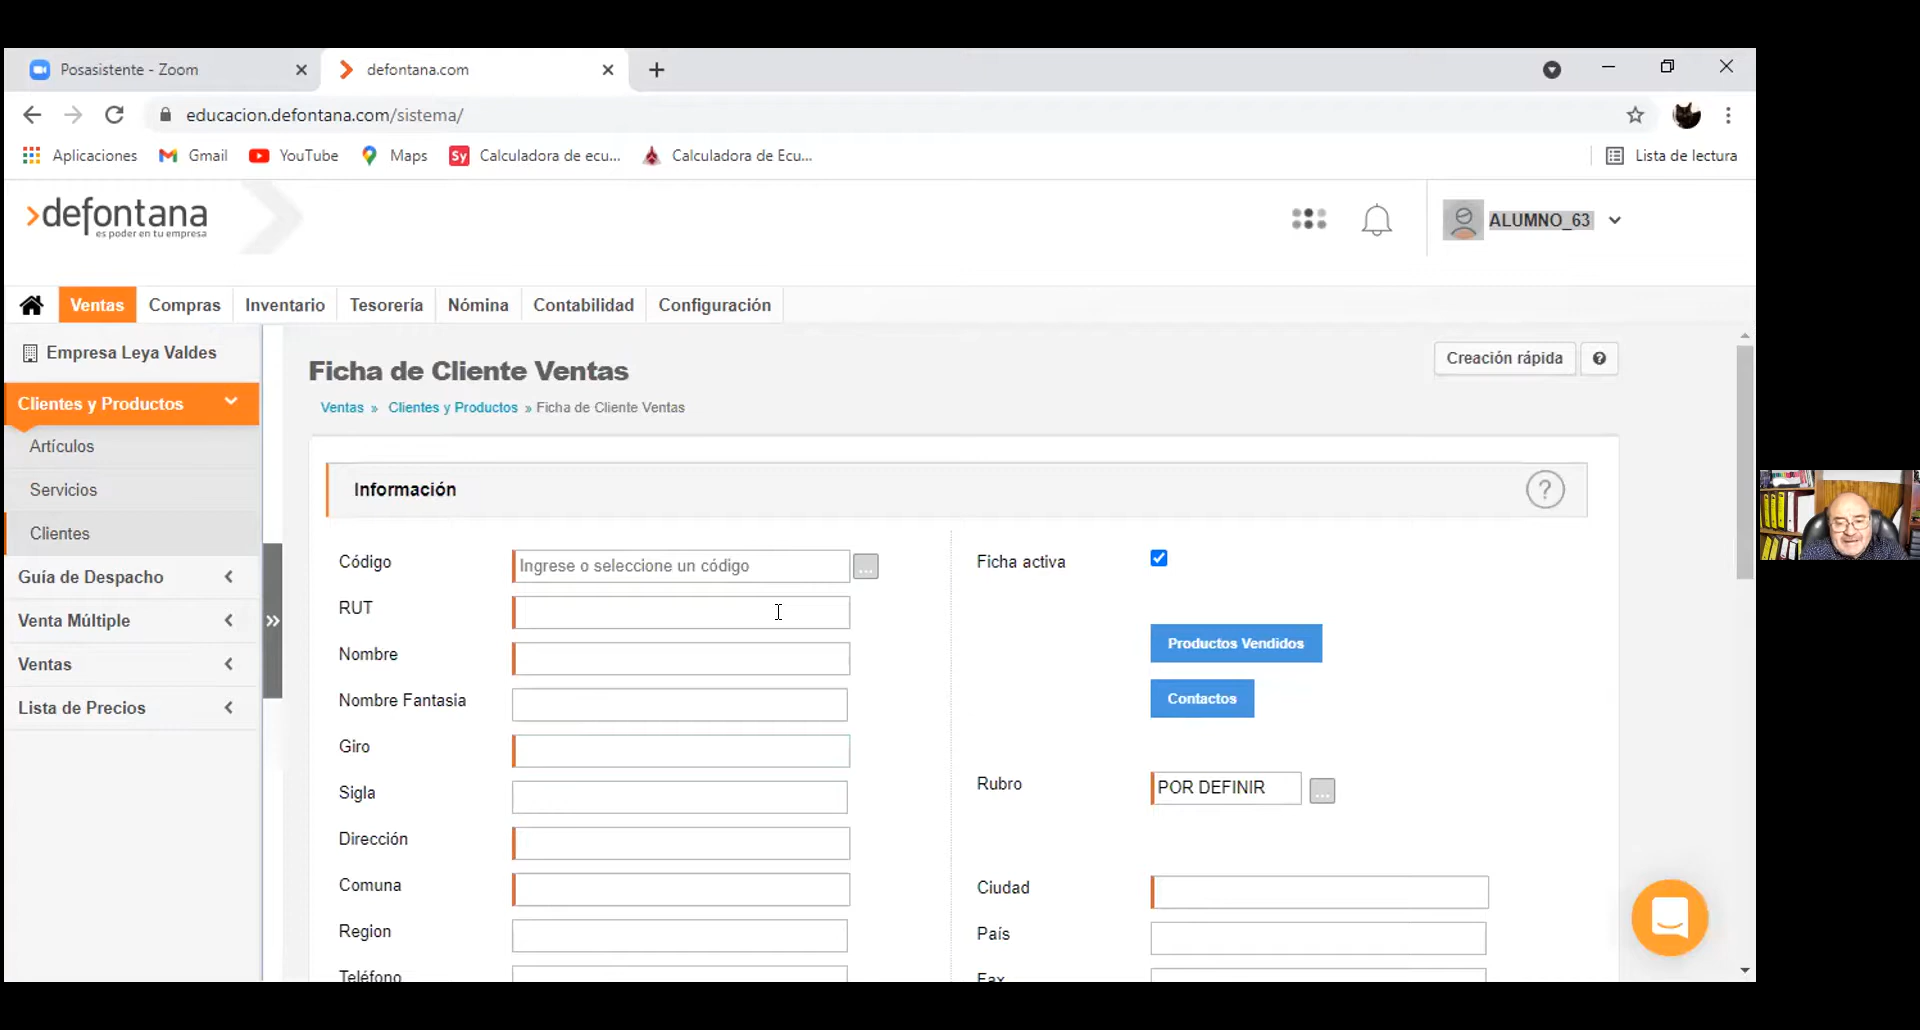 Posasistente - Zoom
defontana.com
educacion.defontana.com/sistema/
Aplicaciones
Gmail
YouTube
Maps
Sy
Calculadora de ecu...
Calculadora de Ecu...
Lista de lectura
defontana
es poder en tu empresa
ALUMNO_63
Ventas
Compras
Inventario
Tesorería
Nómina
Contabilidad
Configuración
Empresa Leya Valdes
Clientes y Productos
Artículos
Servicios
Clientes
Guía de Despacho
Venta Múltiple
Ventas
Lista de Precios
Ficha de Cliente Ventas
Creación rápida
?
Ventas » Clientes y Productos » Ficha de Cliente Ventas
Información
?
Código
Ingrese o seleccione un código
...
RUT
Nombre
Nombre Fantasia
Giro
Sigla
Dirección
Comuna
Region
Teléfono
Ficha activa
Productos Vendidos
Contactos
Rubro
POR DEFINIR
...
Ciudad
País
Fax